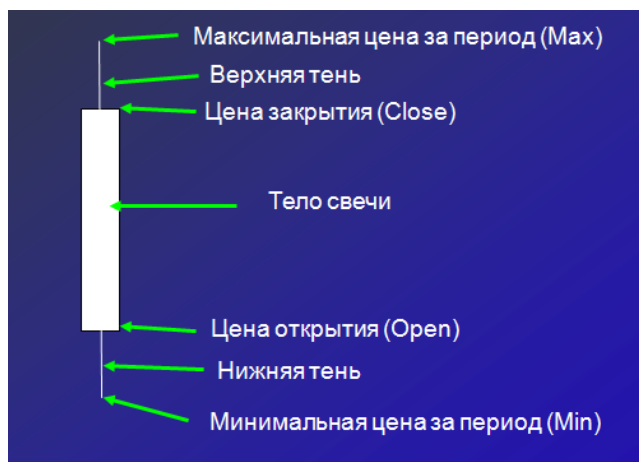 Максимальная цена за период (Max)
Верхняя тень
Цена закрытия (Close)
Тело свечи
Цена открытия (Open)
Нижняя тень
Минимальная цена за период (Min)